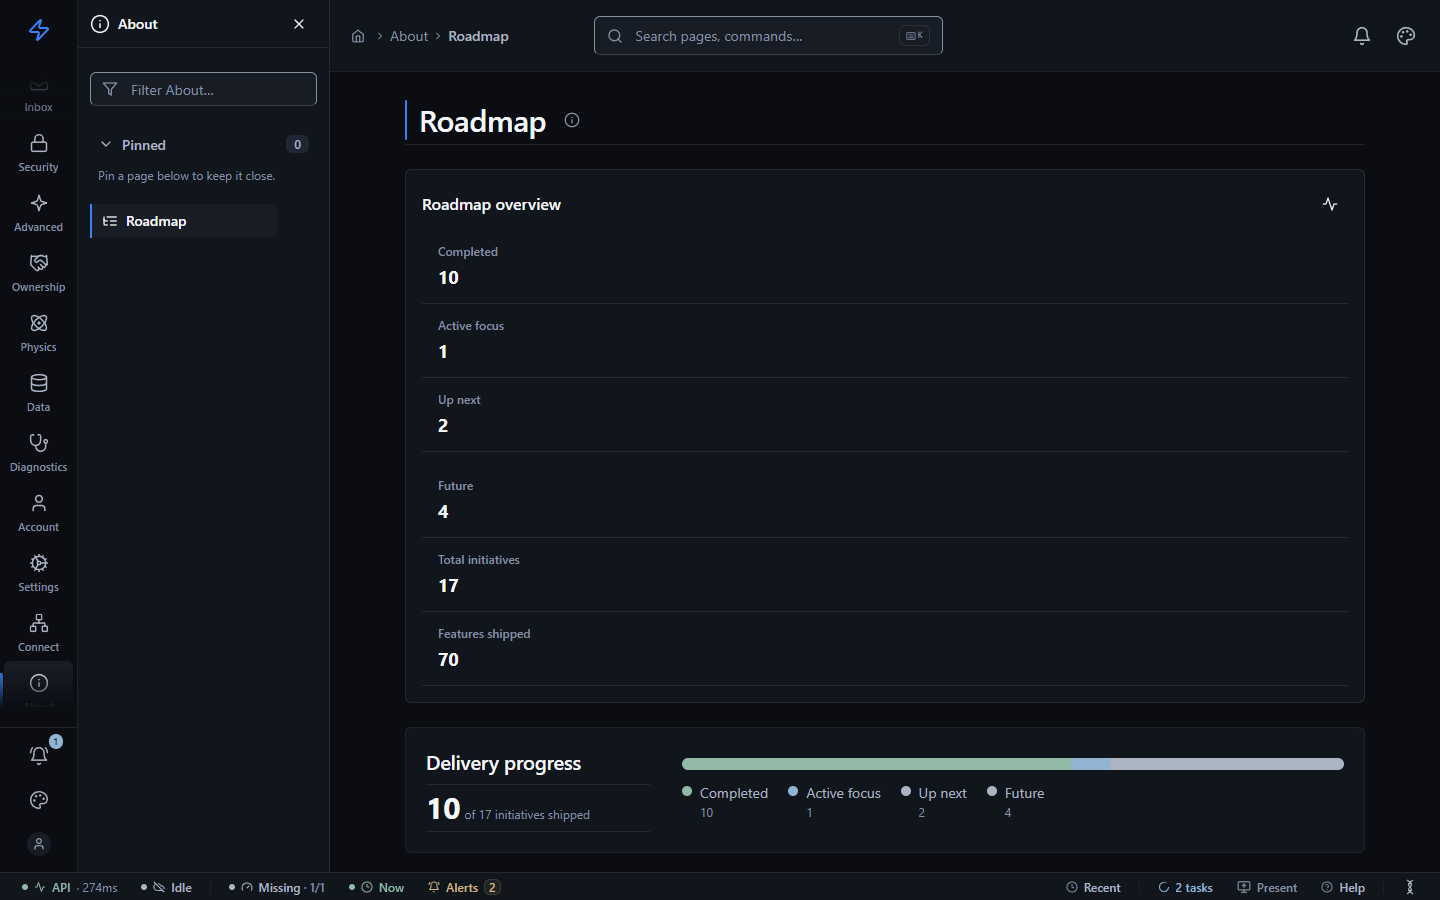 About
Inbox
Security
Advanced
Ownership
Physics
Data
Diagnostics
Account
Settings
Connect
1
Filter About...
Pinned 0
Pin a page below to keep it close.
Roadmap
About Roadmap
Search pages, commands... K
Roadmap
Roadmap overview
Completed
10
Active focus
1
Up next
2
Future
4
Total initiatives
17
Features shipped
70
Delivery progress
10 of 17 initiatives shipped
Completed
10
Active focus
1
Up next
2
Future
4
API · 274ms Idle Missing · 1/1 Now Alerts 2 Recent 2 tasks Present Help